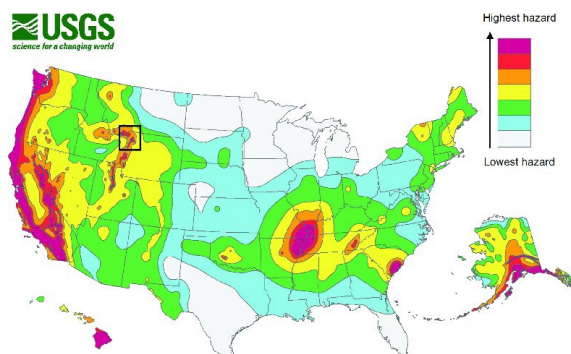 USGS
science for a changing world
Highest hazard
Lowest hazard